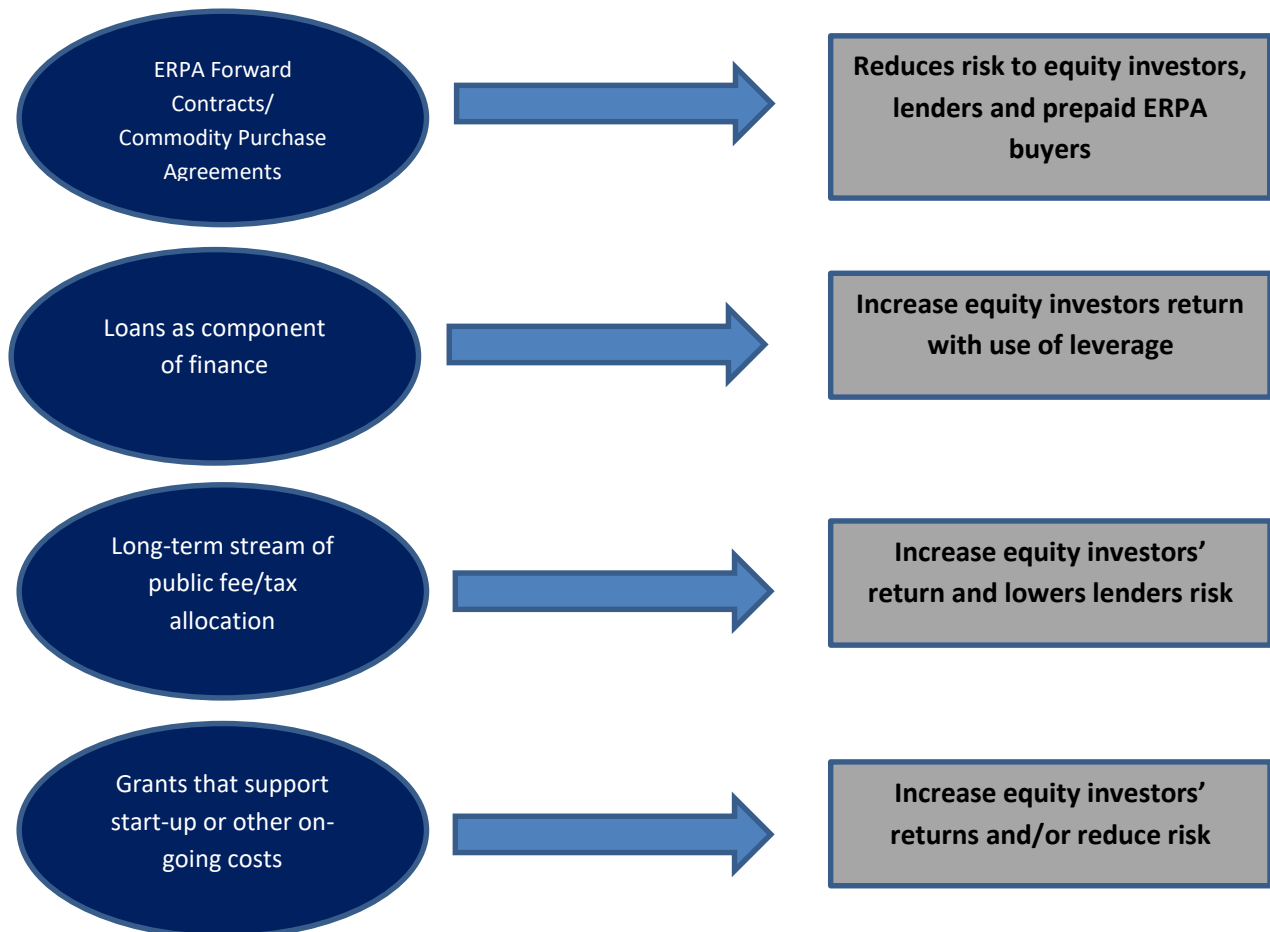 ERPA Forward
Contracts/
Commodity Purchase
Agreements
Reduces risk to equity investors,
lenders and prepaid ERPA
buyers
Loans as component
of finance
Increase equity investors return
with use of leverage
Long-term stream of
public fee/tax
allocation
Increase equity investors’
return and lowers lenders risk
Grants that support
start-up or other on-
going costs
Increase equity investors’
returns and/or reduce risk